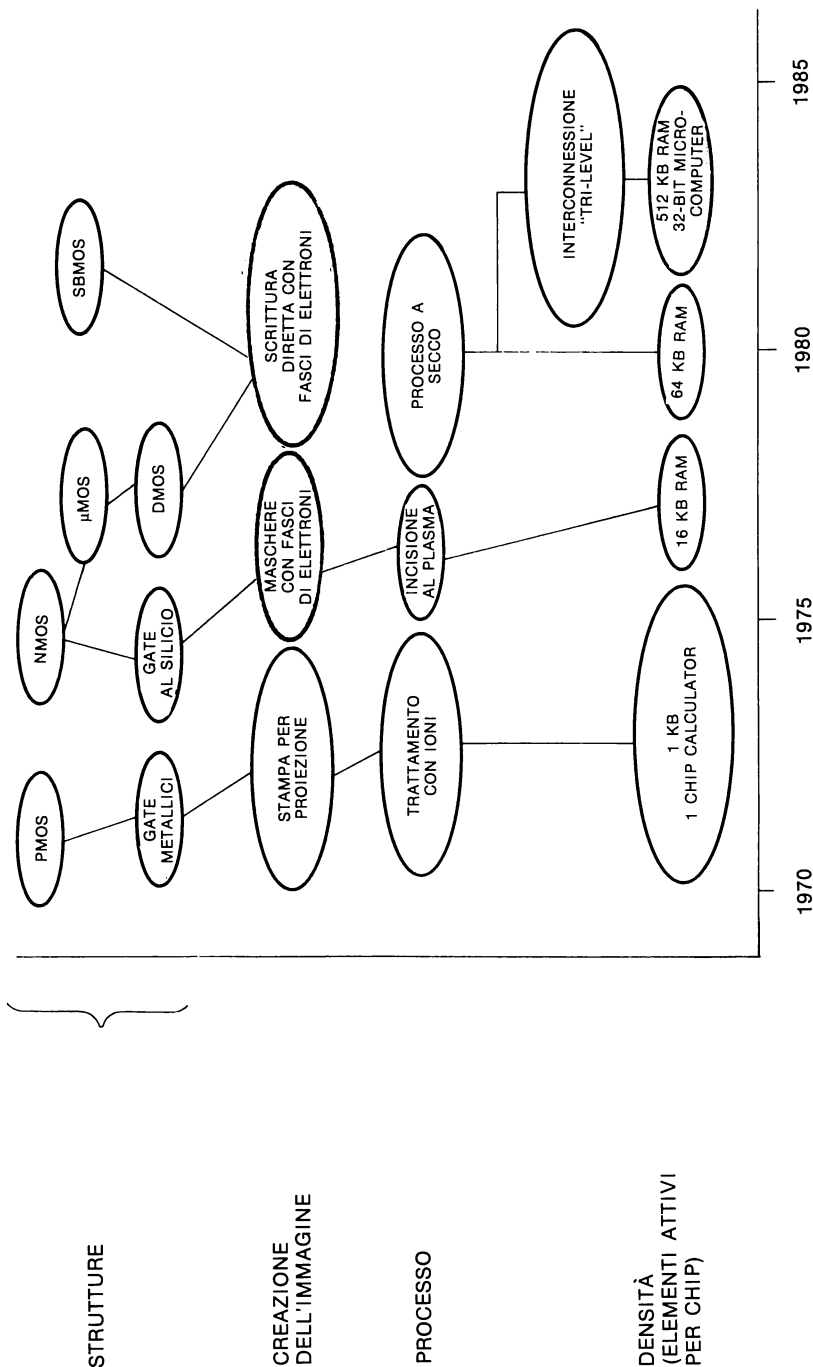 STRUTTURE
PMOS
NMOS
µMOS
SBMOS
GATE
METALLICI
GATE
AL SILICIO
DMOS
CREAZIONE
DELL'IMMAGINE
STAMPA PER
PROIEZIONE
MASCHERE
CON FASCI
DI ELETTRONI
SCRITTURA
DIRETTA CON
FASCI DI ELETTRONI
PROCESSO
TRATTAMENTO
CON IONI
INCISIONE
AL PLASMA
PROCESSO A
SECCO
INTERCONNESSIONE
"TRI-LEVEL"
DENSITÀ
(ELEMENTI ATTIVI
PER CHIP)
1 KB
1 CHIP CALCULATOR
16 KB RAM
64 KB RAM
512 KB RAM
32-BIT MICRO-
COMPUTER
1970
1975
1980
1985